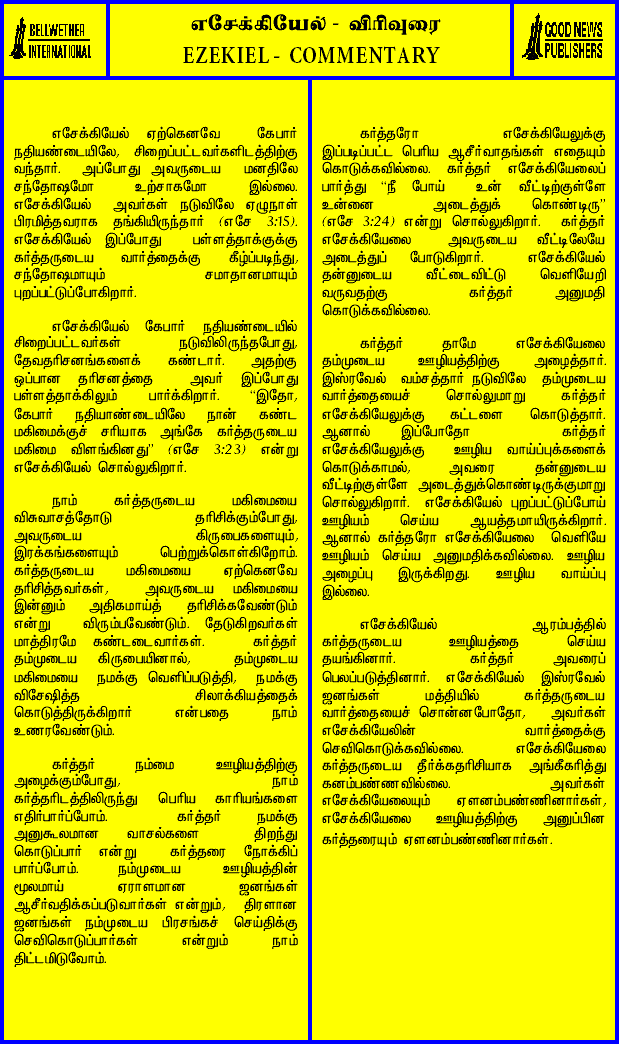 BELLWETHER
INTERNATIONAL
எசேக்கியேல் - விரிவுரை
EZEKIEL - COMMENTARY
GOOD NEWS
PUBLISHERS
எசேக்கியேல் ஏற்கெனவே கேபார்
நதியண்டையிலே, சிறைப்பட்டவர்களிடத்திற்கு
வந்தார். அப்போது அவருடைய மனதிலே
சந்தோஷமோ உற்சாகமோ இல்லை.
எசேக்கியேல் அவர்கள் நடுவிலே ஏழுநாள்
பிரமித்தவராக தங்கியிருந்தார் (எசே 3:15).
எசேக்கியேல் இப்போது பள்ளத்தாக்குக்கு
கர்த்தருடைய வார்த்தைக்கு கீழ்ப்படிந்து,
சந்தோஷமாயும் சமாதானமாயும்
புறப்பட்டுப்போகிறார்.
எசேக்கியேல் கேபார் நதியண்டையில்
சிறைப்பட்டவர்கள் நடுவிலிருந்தபோது,
தேவதரிசனங்களைக் கண்டார். அதற்கு
ஒப்பான தரிசனத்தை அவர் இப்போது
பள்ளத்தாக்கிலும் பார்க்கிறார். “இதோ,
கேபார் நதியாண்டையிலே நான் கண்ட
மகிமைக்குச் சரியாக அங்கே கர்த்தருடைய
மகிமை விளங்கினது” (எசே 3:23) என்று
எசேக்கியேல் சொல்லுகிறார்.
நாம் கர்த்தருடைய மகிமையை
விசுவாசத்தோடு தரிசிக்கும்போது,
அவருடைய கிருபைகளையும்,
இரக்கங்களையும் பெற்றுக்கொள்கிறோம்.
கர்த்தருடைய மகிமையை ஏற்கெனவே
தரிசித்தவர்கள், அவருடைய மகிமையை
இன்னும் அதிகமாய்த் தரிசிக்கவேண்டும்
என்று விரும்பவேண்டும். தேடுகிறவர்கள்
மாத்திரமே கண்டடைவார்கள். கர்த்தர்
தம்முடைய கிருபையினால், தம்முடைய
மகிமையை நமக்கு வெளிப்படுத்தி, நமக்கு
விசேஷித்த சிலாக்கியத்தைக்
கொடுத்திருக்கிறார் என்பதை நாம்
உணரவேண்டும்.
கர்த்தர் நம்மை ஊழியத்திற்கு
அழைக்கும்போது, நாம்
கர்த்தரிடத்திலிருந்து பெரிய காரியங்களை
எதிர்பார்ப்போம். கர்த்தர் நமக்கு
அனுகூலமான வாசல்களை திறந்து
கொடுப்பார் என்று கர்த்தரை நோக்கிப்
பார்ப்போம். நம்முடைய ஊழியத்தின்
மூலமாய் ஏராளமான ஜனங்கள்
ஆசீர்வதிக்கப்படுவார்கள் என்றும், திரளான
ஜனங்கள் நம்முடைய பிரசங்கச் செய்திக்கு
செவிகொடுப்பார்கள் என்றும் நாம்
திட்டமிடுவோம்.
கர்த்தரோ எசேக்கியேலுக்கு
இப்படிப்பட்ட பெரிய ஆசீர்வாதங்கள் எதையும்
கொடுக்கவில்லை. கர்த்தர் எசேக்கியேலைப்
பார்த்து “நீ போய் உன் வீட்டிற்குள்ளே
உன்னை அடைத்துக் கொண்டிரு”
(எசே 3:24) என்று சொல்லுகிறார். கர்த்தர்
எசேக்கியேலை அவருடைய வீட்டிலேயே
அடைத்துப் போடுகிறார். எசேக்கியேல்
தன்னுடைய வீட்டைவிட்டு வெளியேறி
வருவதற்கு கர்த்தர் அனுமதி
கொடுக்கவில்லை.
கர்த்தர் தாமே எசேக்கியேலை
தம்முடைய ஊழியத்திற்கு அழைத்தார்.
இஸ்ரவேல் வம்சத்தார் நடுவிலே தம்முடைய
வார்த்தையைச் சொல்லுமாறு கர்த்தர்
எசேக்கியேலுக்கு கட்டளை கொடுத்தார்.
ஆனால் இப்போதோ கர்த்தர்
எசேக்கியேலுக்கு ஊழிய வாய்ப்புக்களைக்
கொடுக்காமல், அவரை தன்னுடைய
வீட்டிற்குள்ளே அடைத்துக்கொண்டிருக்குமாறு
சொல்லுகிறார். எசேக்கியேல் புறப்பட்டுப்போய்
ஊழியம் செய்ய ஆயத்தமாயிருக்கிறார்.
ஆனால் கர்த்தரோ எசேக்கியேலை வெளியே
ஊழியம் செய்ய அனுமதிக்கவில்லை. ஊழிய
அழைப்பு இருக்கிறது. ஊழிய வாய்ப்பு
இல்லை.
எசேக்கியேல் ஆரம்பத்தில்
கர்த்தருடைய ஊழியத்தை செய்ய
தயங்கினார். கர்த்தர் அவரைப்
பெலப்படுத்தினார். எசேக்கியேல் இஸ்ரவேல்
ஜனங்கள் மத்தியில் கர்த்தருடைய
வார்த்தையைச் சொன்னபோதோ, அவர்கள்
எசேக்கியேலின் வார்த்தைக்கு
செவிகொடுக்கவில்லை. எசேக்கியேலை
கர்த்தருடைய தீர்க்கதரிசியாக அங்கீகரித்து
கனம்பண்ணவில்லை. அவர்கள்
எசேக்கியேலையும் ஏளனம்பண்ணினார்கள்,
எசேக்கியேலை ஊழியத்திற்கு அனுப்பின
கர்த்தரையும் ஏளனம்பண்ணினார்கள்.